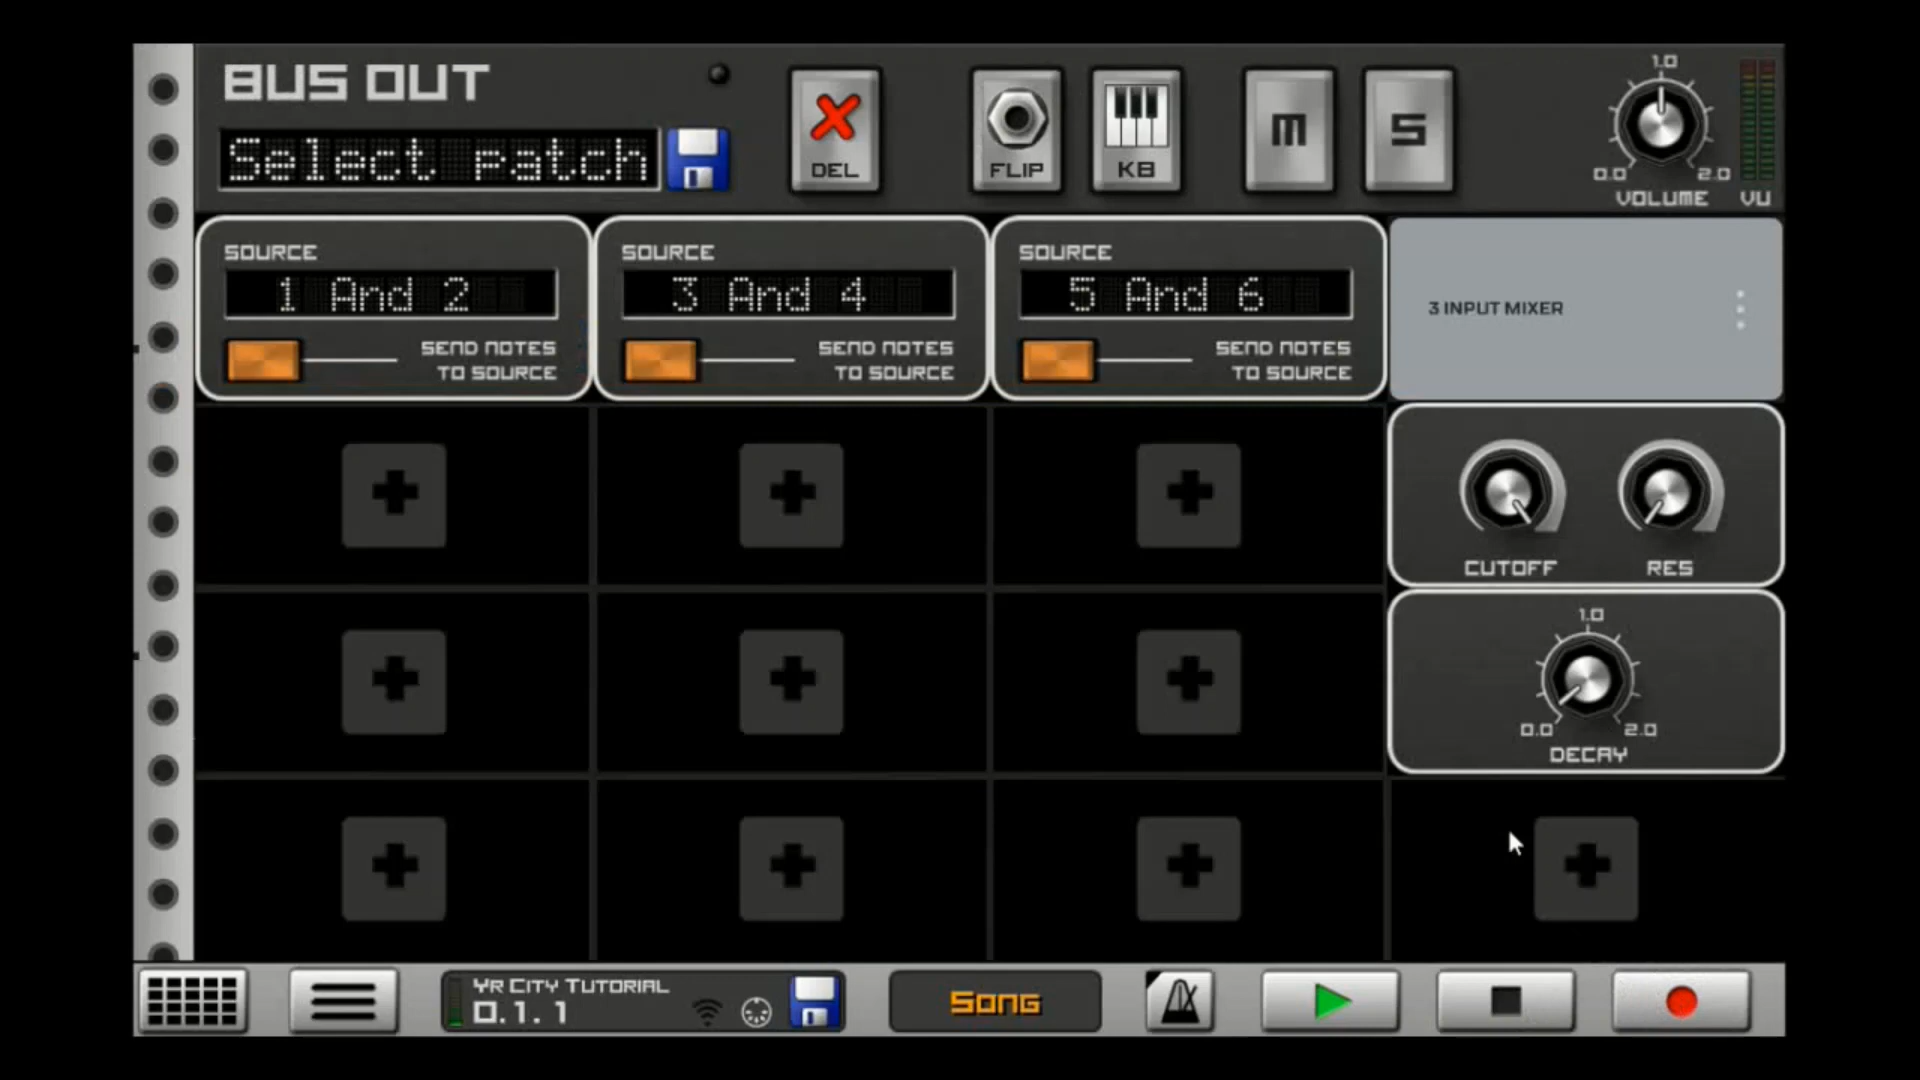 BUS OUT
Select patch
DEL
FLIP
KB
M
S
1.0
0.0 2.0
VOLUME VU
SOURCE
1 And 2
SEND NOTES
TO SOURCE
SOURCE
3 And 4
SEND NOTES
TO SOURCE
SOURCE
5 And 6
SEND NOTES
TO SOURCE
3 INPUT MIXER
CUTOFF RES
1.0
0.0 2.0
DECAY
YR CITY TUTORIAL
0.1.1
SONG